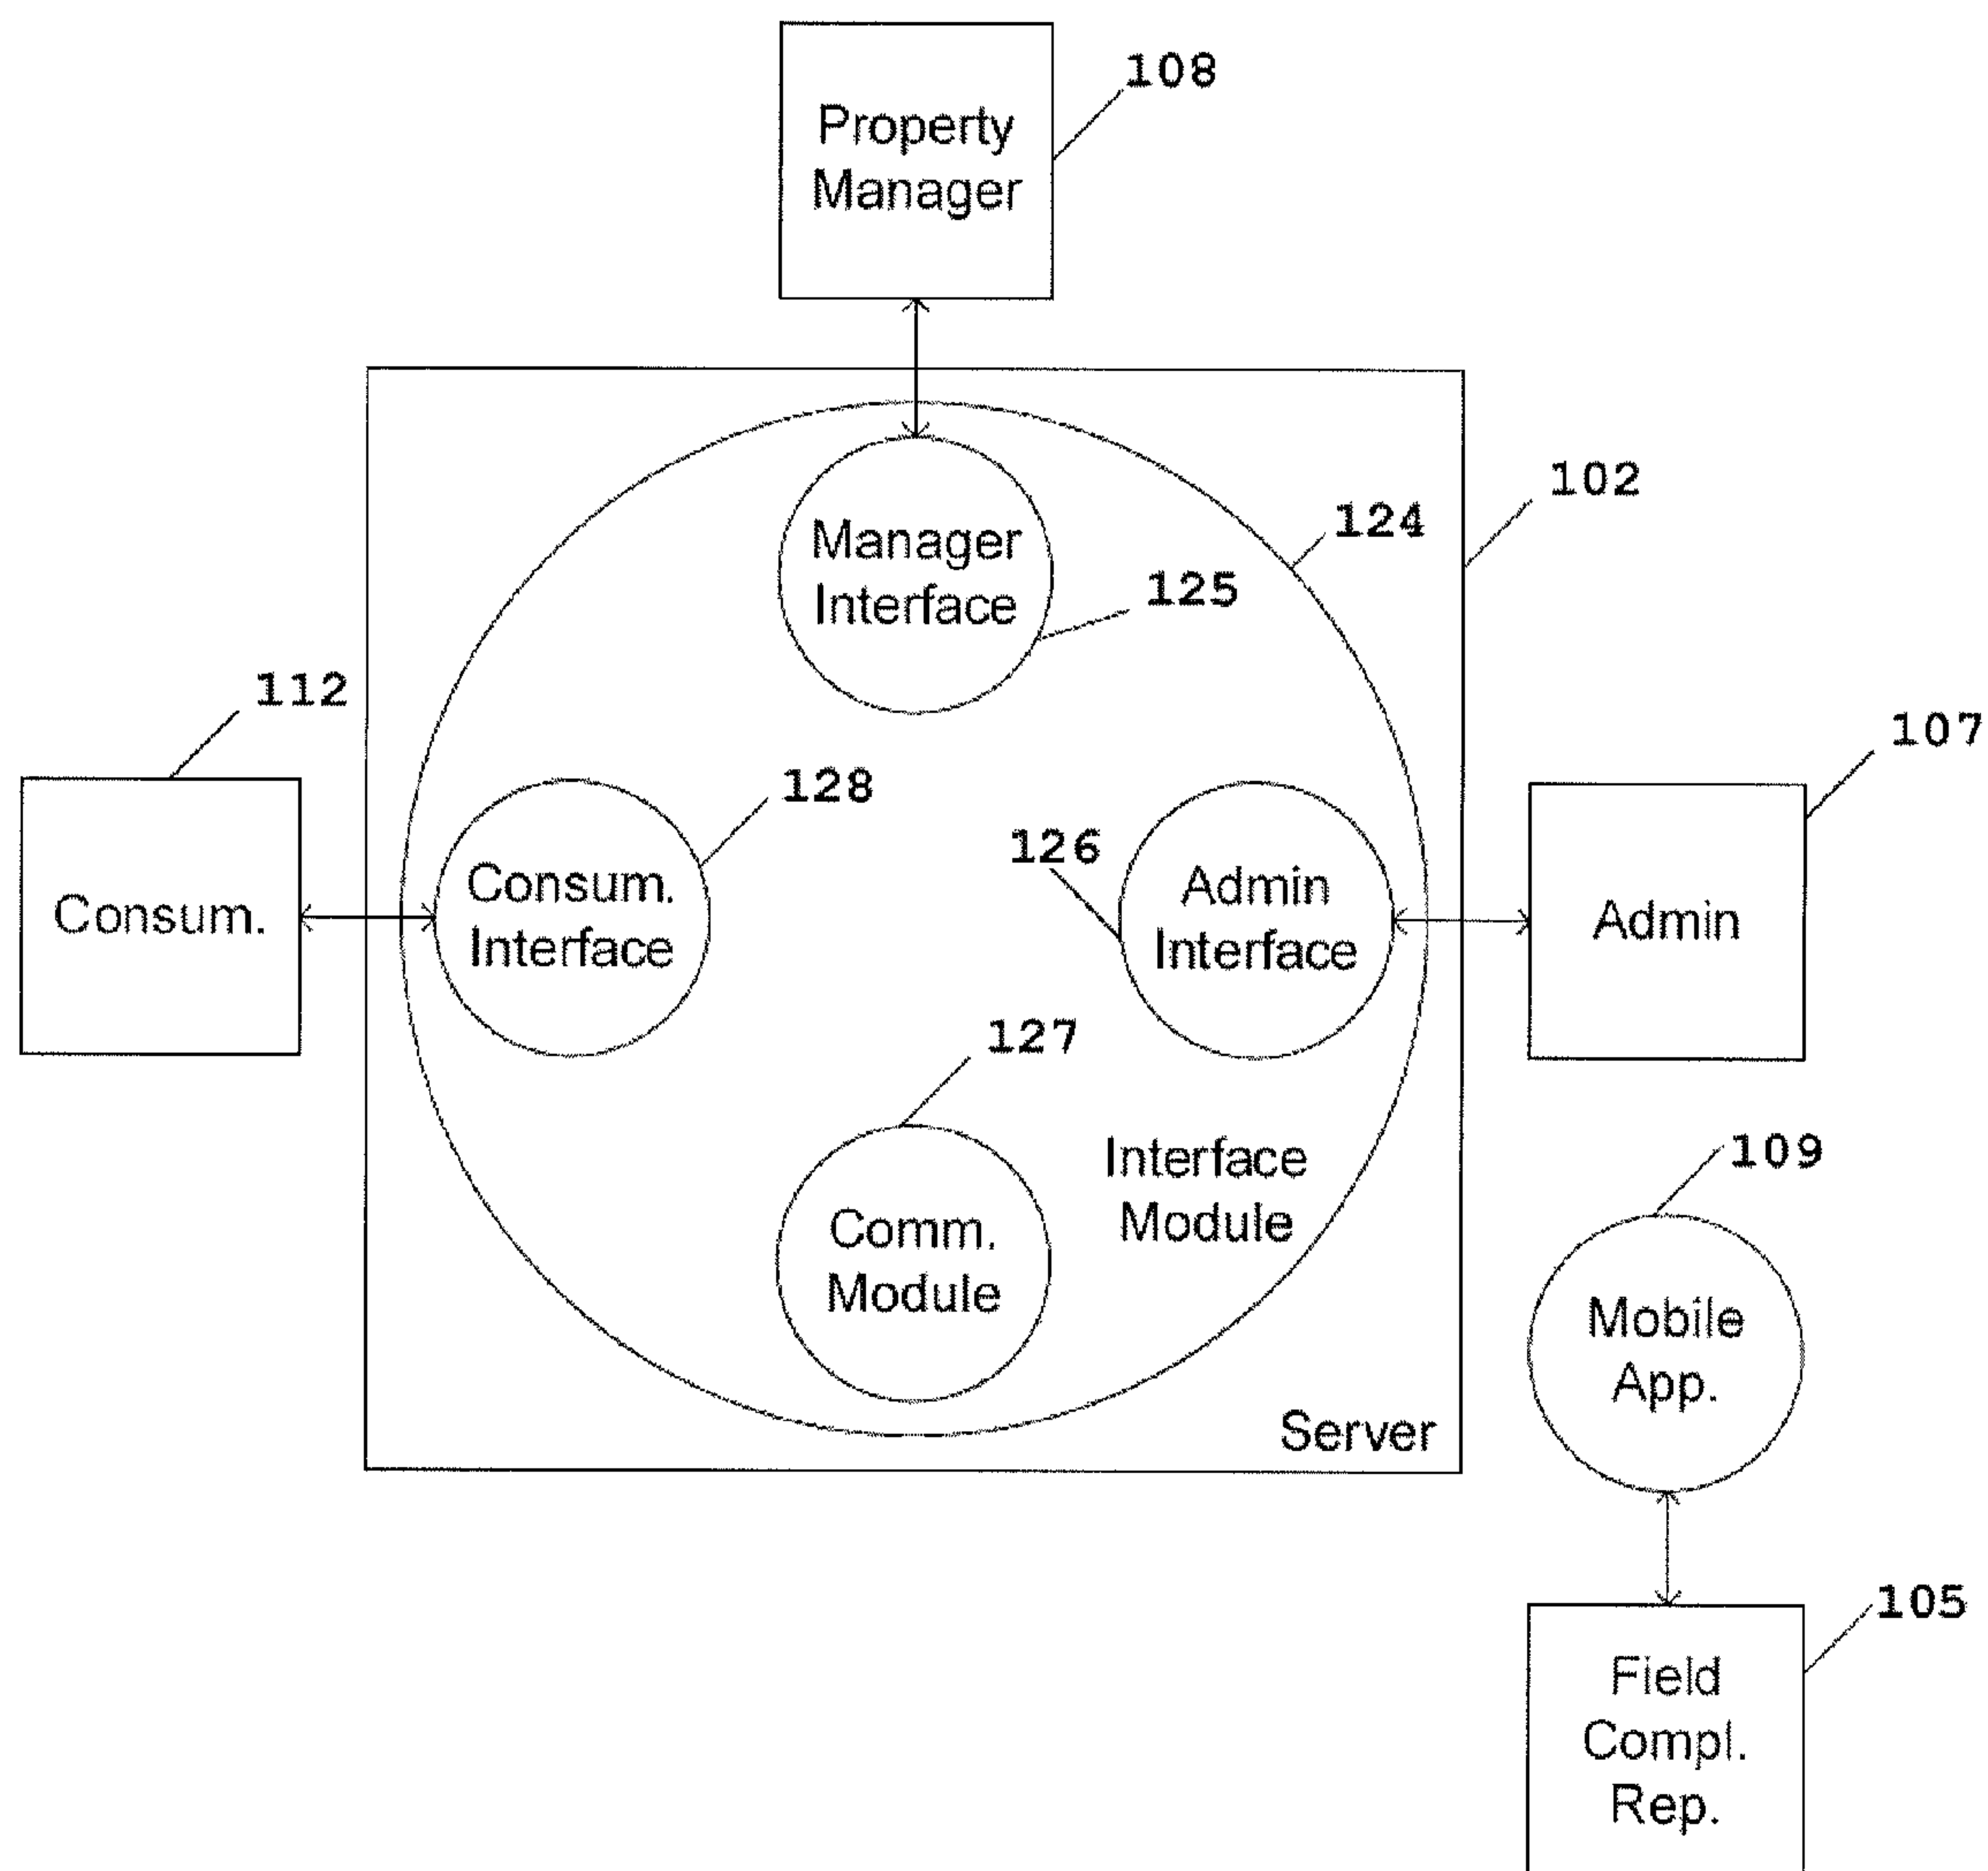 108
Property
Manager
102
124
Manager
Interface
125
112
107
128
126
Consum.
Consum.
Interface
Admin
Interface
Admin
127
Interface
Module
109
Comm.
Module
Mobile
App.
Server
105
Field
Compl.
Rep.